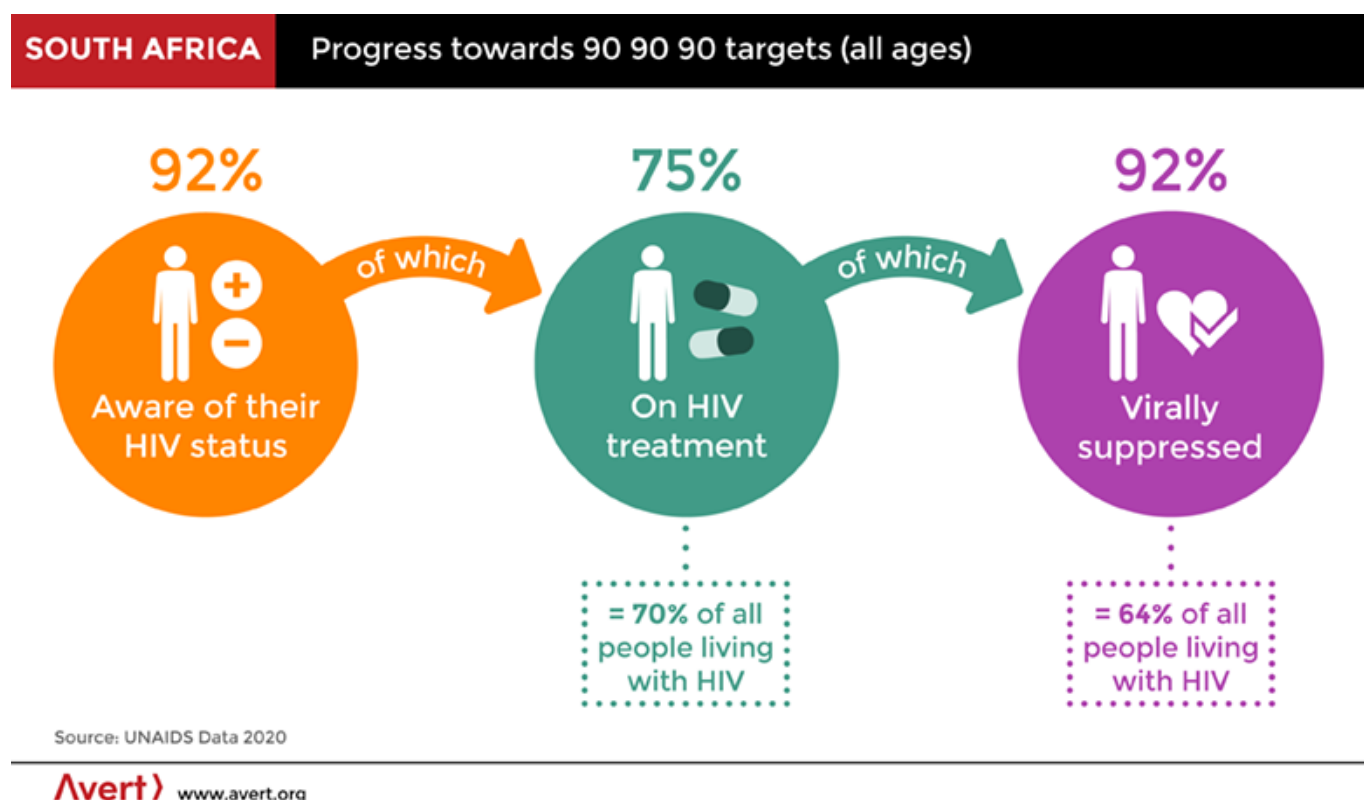 SOUTH AFRICA
Progress towards 90 90 90 targets (all ages)
92%
of which
Aware of their
HIV status
75%
of which
On HIV
treatment
= 70% of all
people living
with HIV
92%
Virally
suppressed
= 64% of all
people living
with HIV
Source: UNAIDS Data 2020
Avert www.avert.org